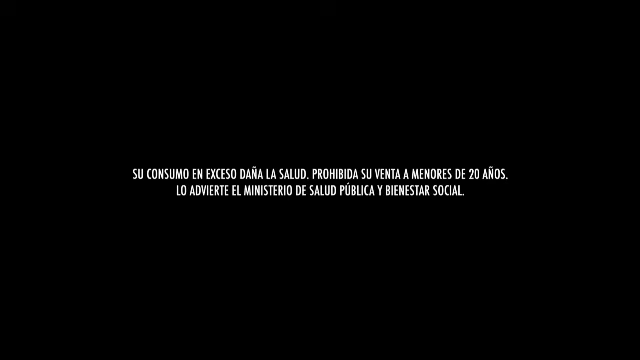 SU CONSUMO EN EXCESO DAÑA LA SALUD. PROHIBIDA SU VENTA A MENORES DE 20 AÑOS.
LO ADVIERTE EL MINISTERIO DE SALUD PÚBLICA Y BIENESTAR SOCIAL.